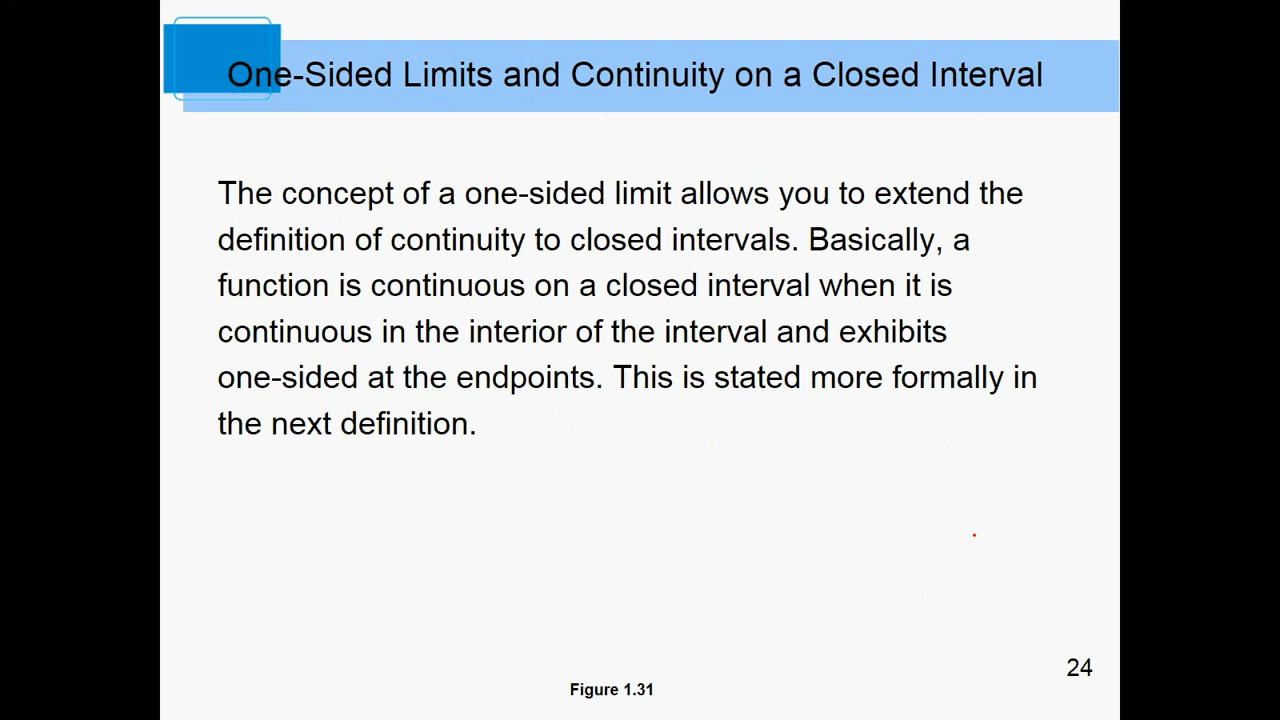 One-Sided Limits and Continuity on a Closed Interval
The concept of a one-sided limit allows you to extend the
definition of continuity to closed intervals. Basically, a
function is continuous on a closed interval when it is
continuous in the interior of the interval and exhibits
one-sided at the endpoints. This is stated more formally in
the next definition.
24
Figure 1.31